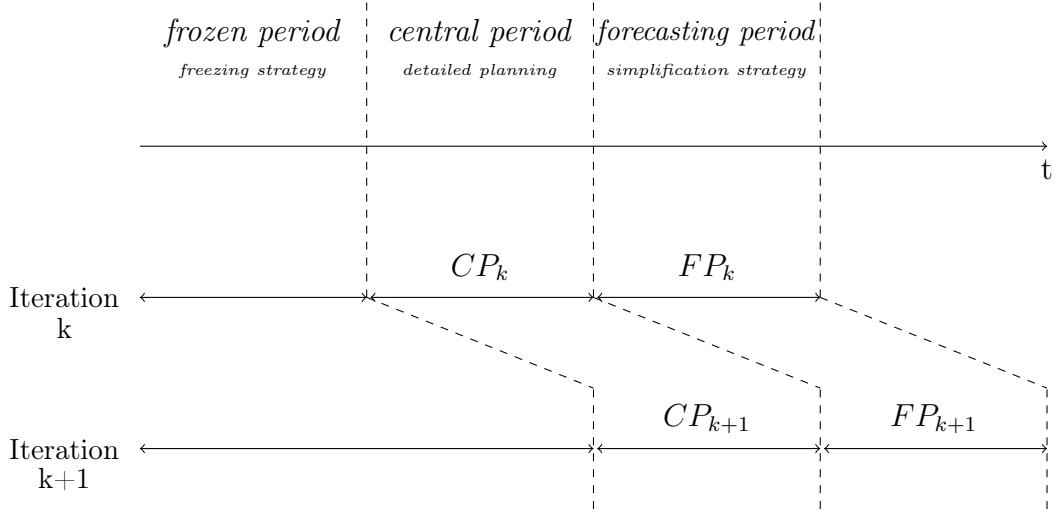 frozen period central period forecasting period
freezing strategy detailed planning simplification strategy
t
CP_k FP_k
Iteration
k
CP_{k+1} FP_{k+1}
Iteration
k+1